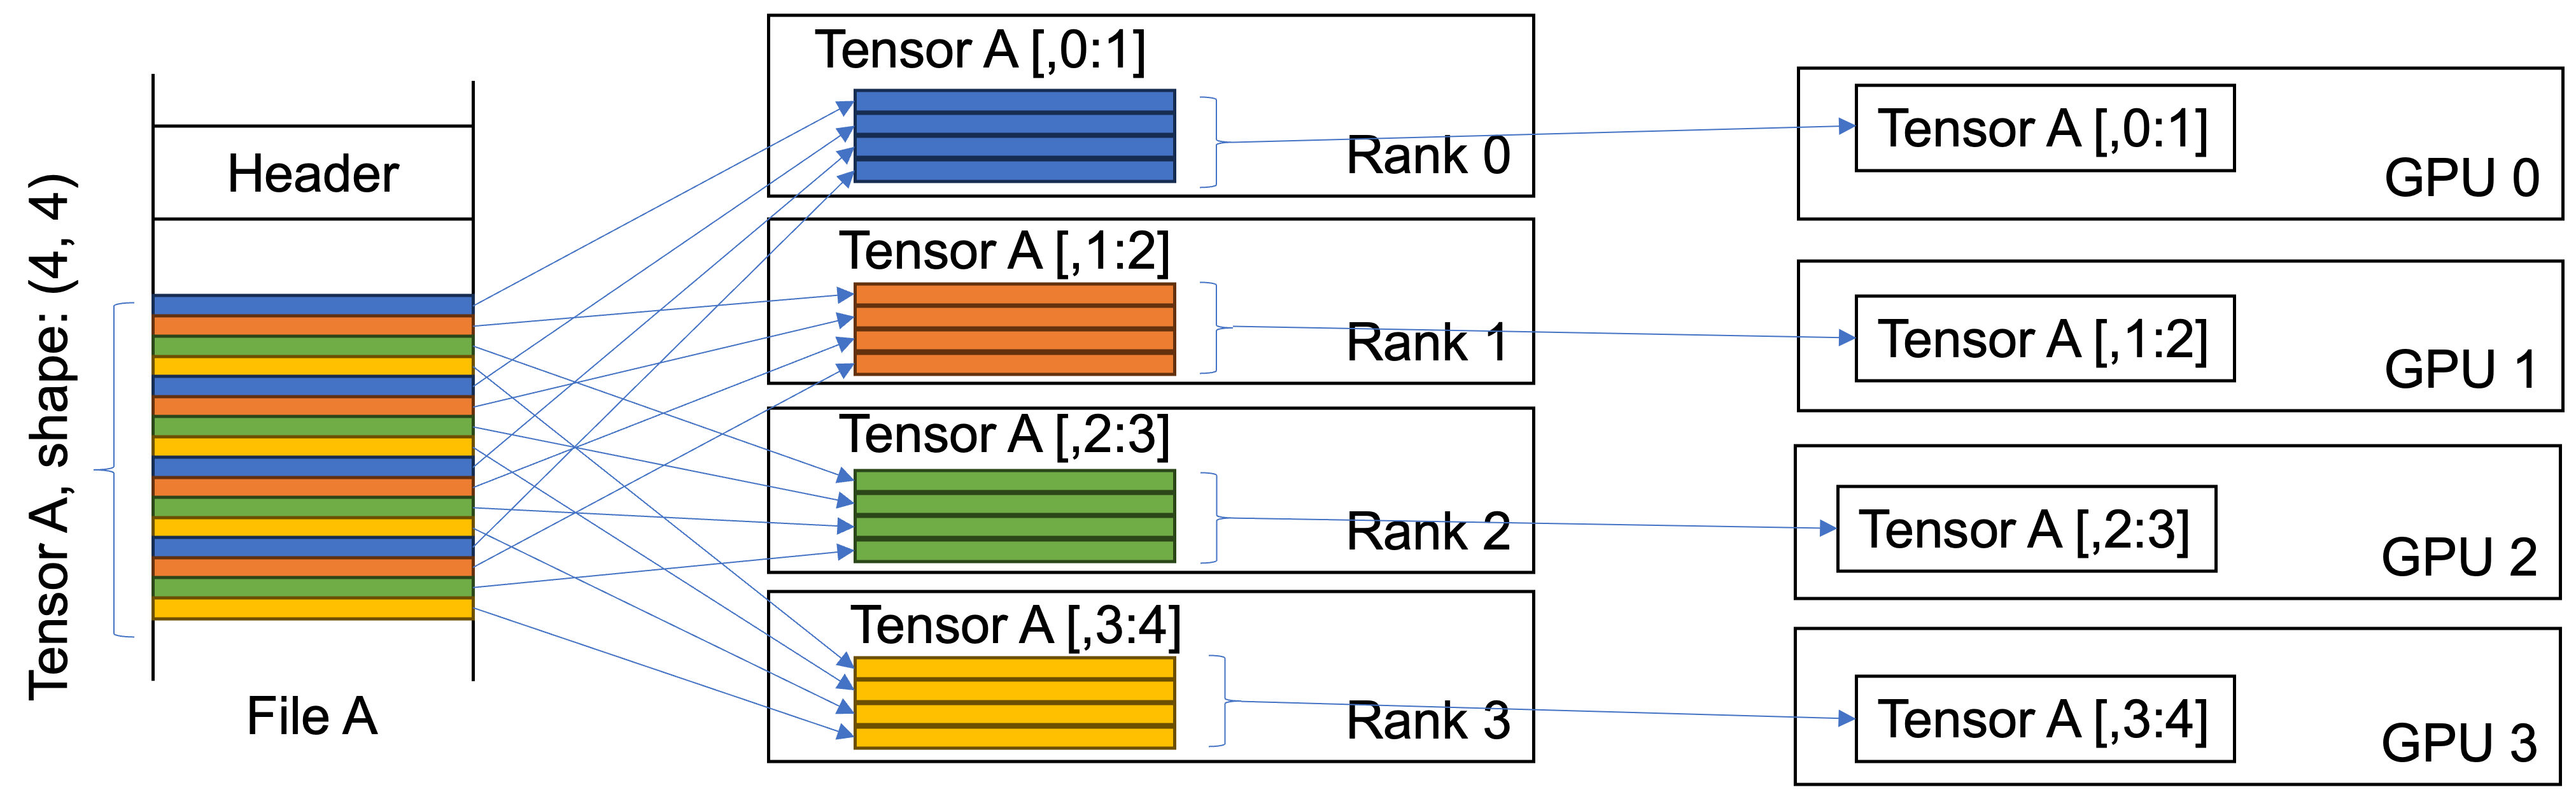 Tensor A, shape: (4, 4)
Header
File A
Tensor A [,0:1]
Rank 0
Tensor A [,1:2]
Rank 1
Tensor A [,2:3]
Rank 2
Tensor A [,3:4]
Rank 3
Tensor A [,0:1]
GPU 0
Tensor A [,1:2]
GPU 1
Tensor A [,2:3]
GPU 2
Tensor A [,3:4]
GPU 3